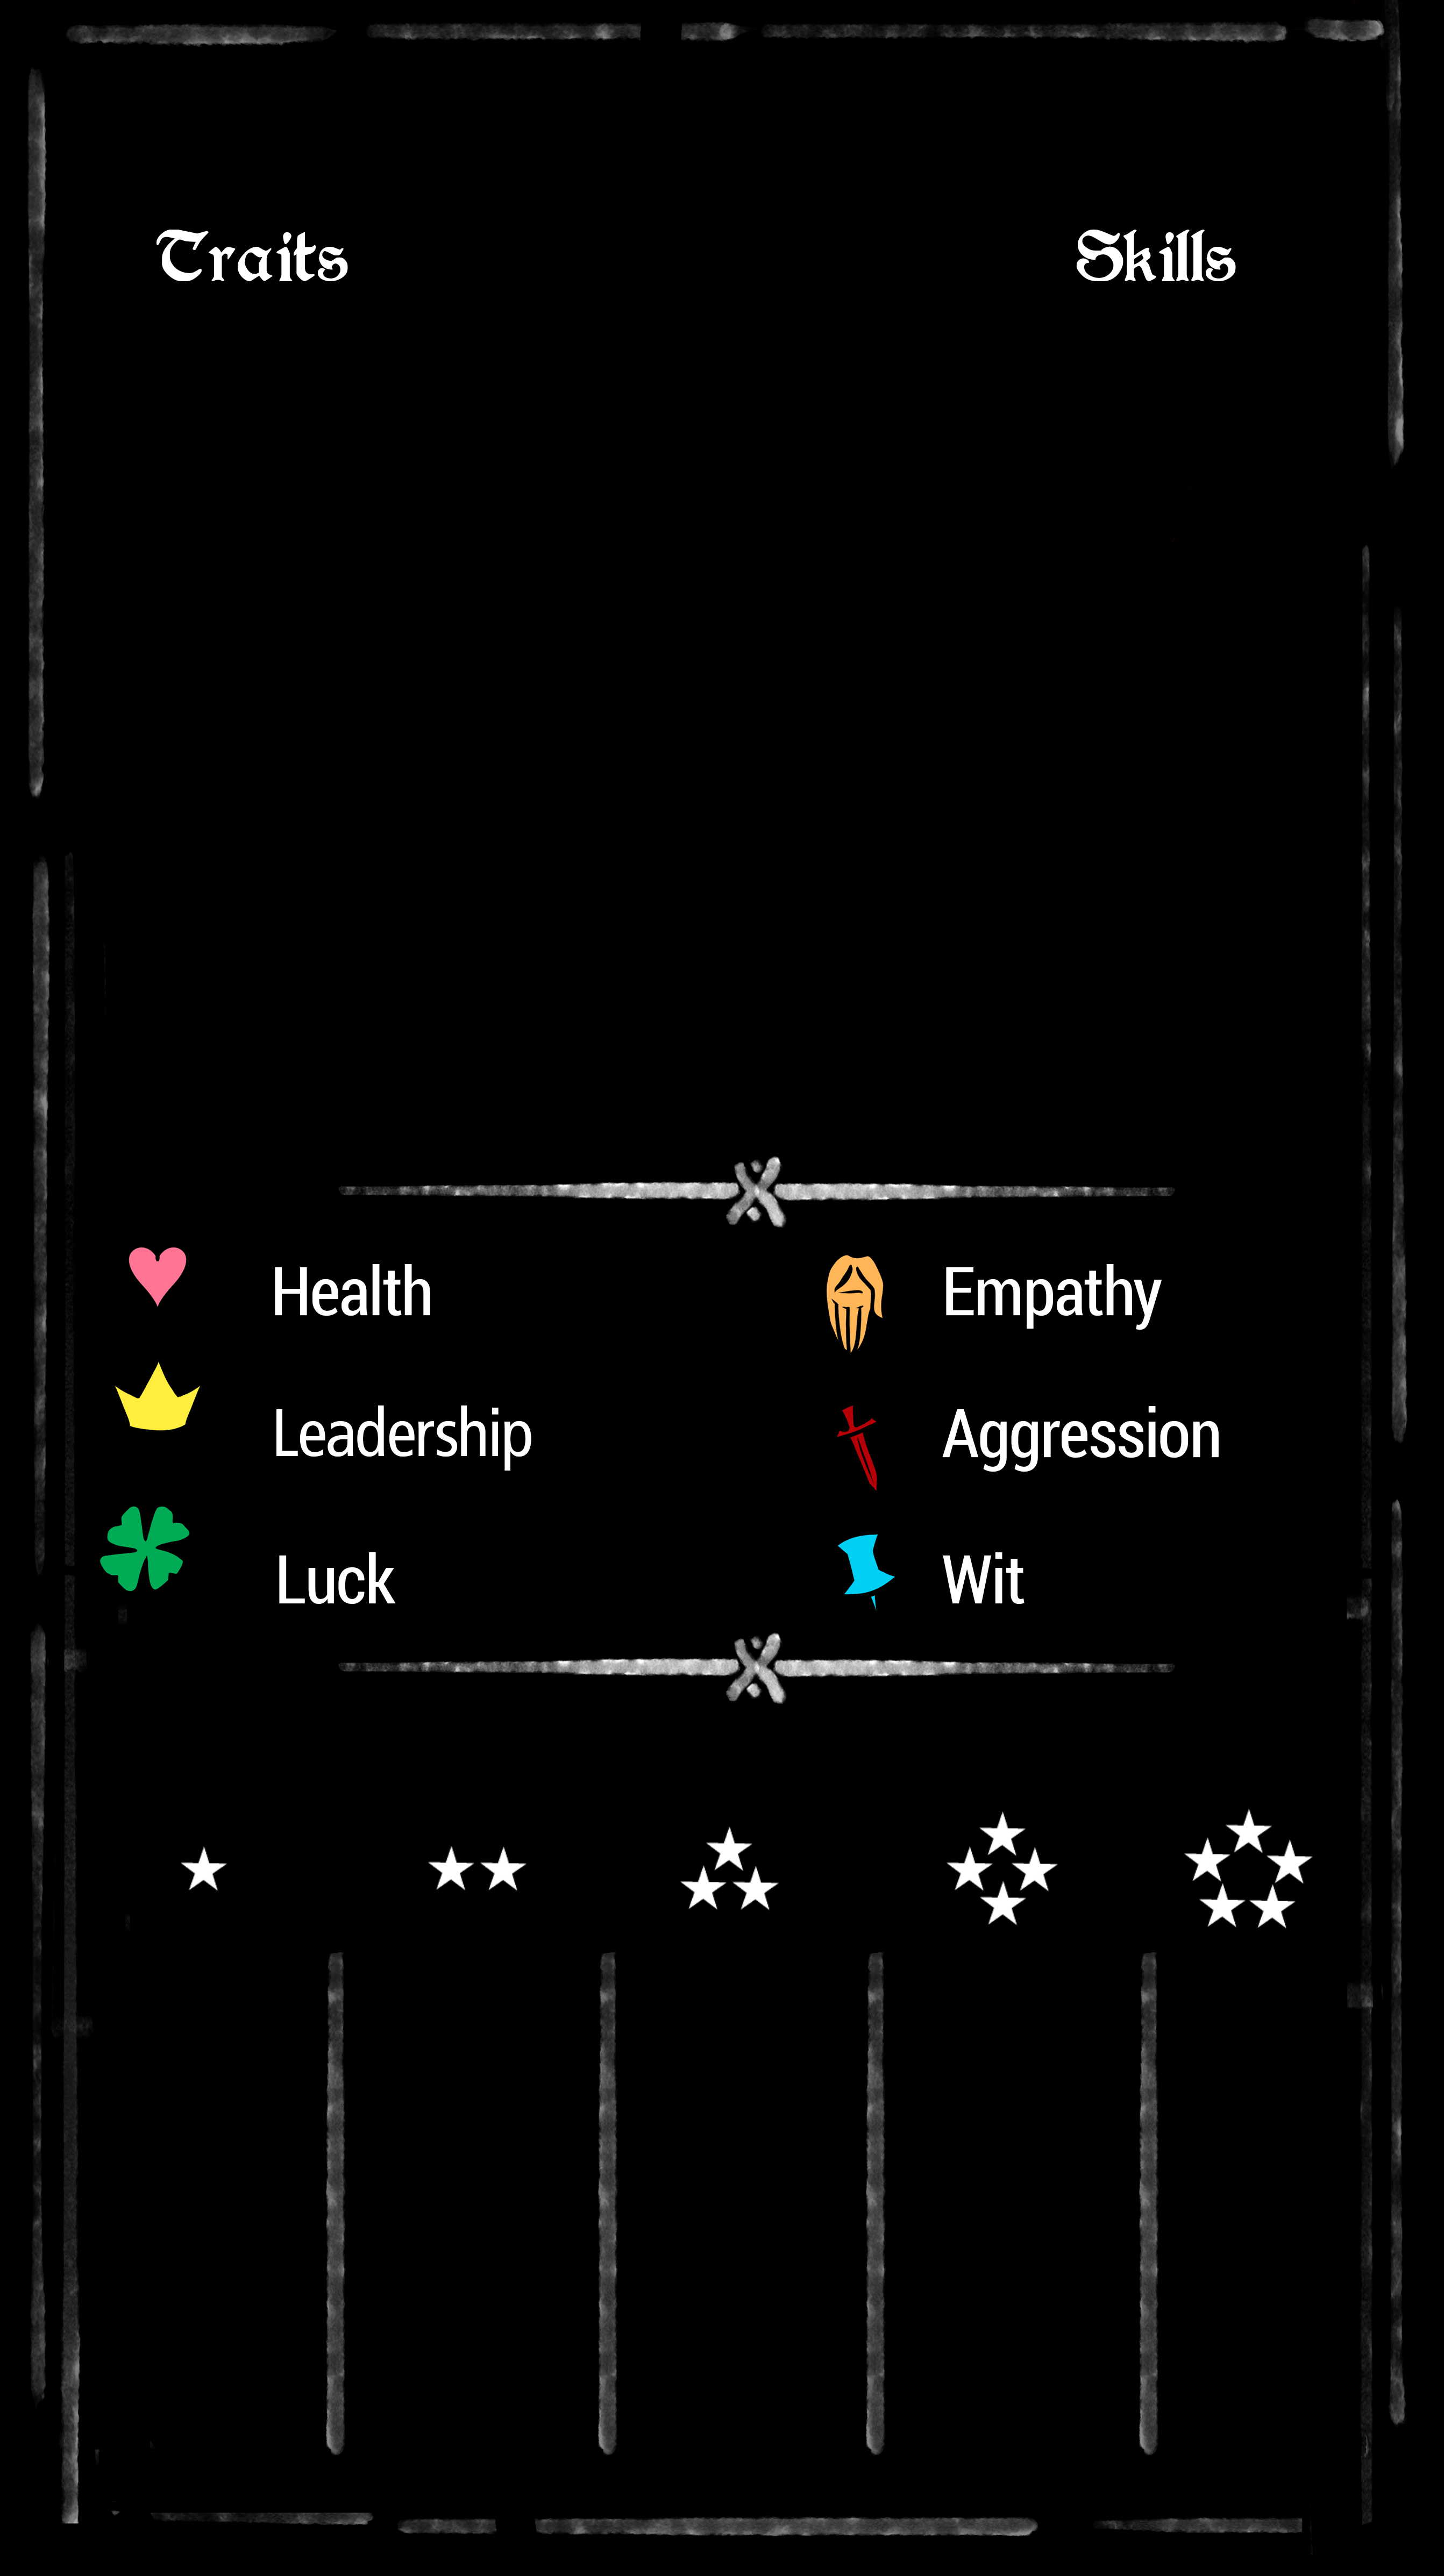 Traits
Skills
Health
Empathy
Leadership
Aggression
Luck
Wit